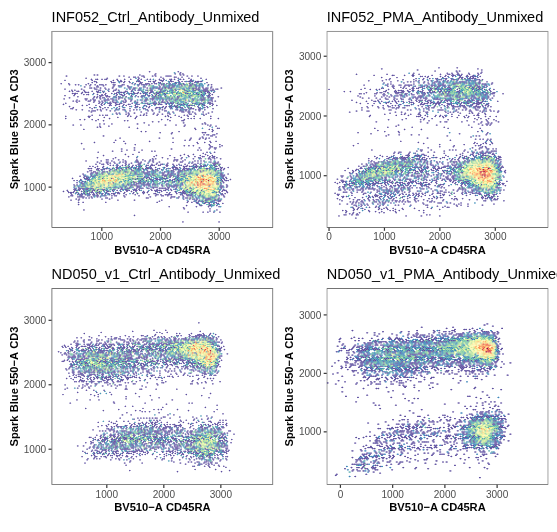 INF052_Ctrl_Antibody_Unmixed
INF052_PMA_Antibody_Unmixed
Spark Blue 550−A CD3
3000
2000
1000
1000
2000
3000
BV510−A CD45RA
Spark Blue 550−A CD3
3000
2000
1000
0
1000
2000
3000
BV510−A CD45RA
ND050_v1_Ctrl_Antibody_Unmixed
ND050_v1_PMA_Antibody_Unmixe
Spark Blue 550−A CD3
3000
2000
1000
1000
2000
3000
BV510−A CD45RA
Spark Blue 550−A CD3
3000
2000
1000
0
1000
2000
3000
BV510−A CD45RA